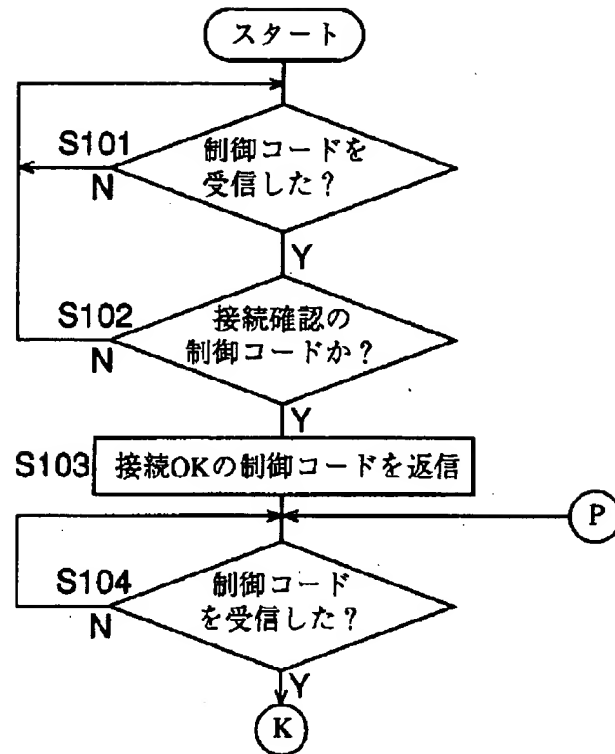 スタート
S101
制御コードを
受信した?
N
Y
S102
接続確認の
制御コードか?
N
Y
S103
接続OKの制御コードを返信
P
S104
制御コード
を受信した?
N
Y
K